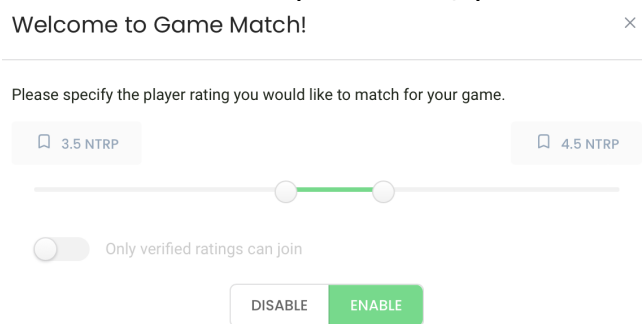 Welcome to Game Match!
Please specify the player rating you would like to match for your game.
3.5 NTRP
4.5 NTRP
Only verified ratings can join
DISABLE
ENABLE